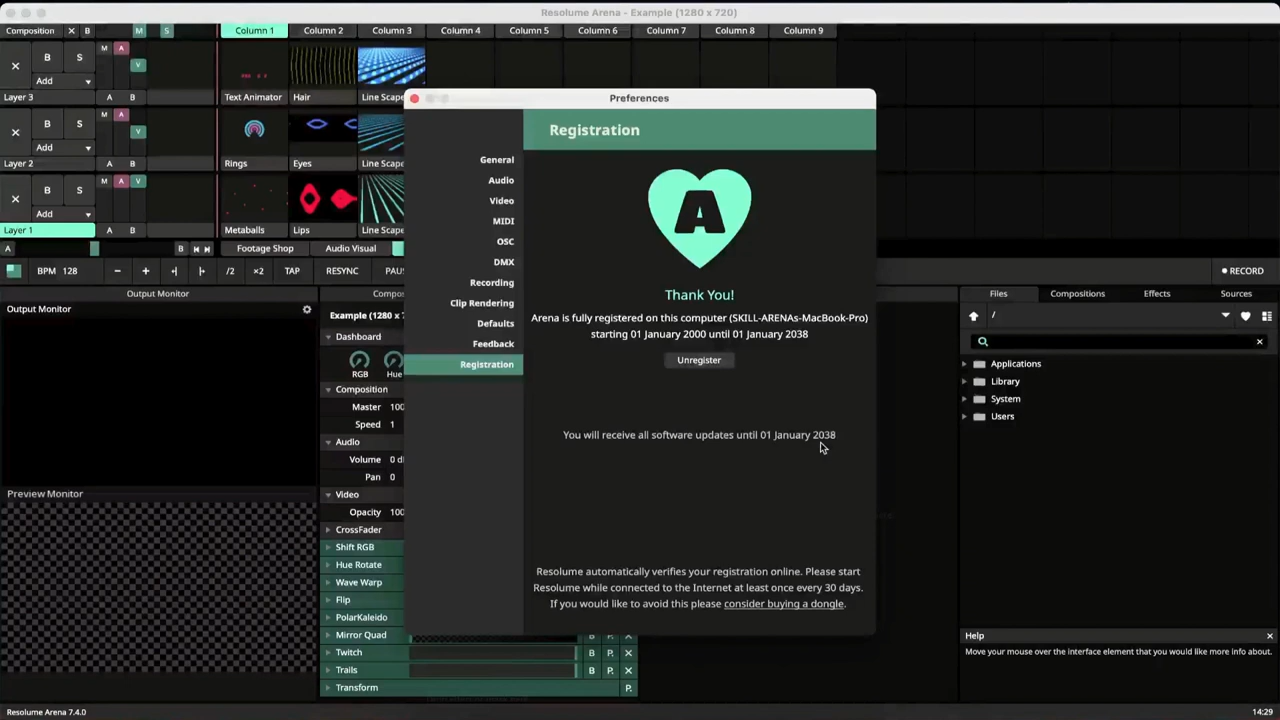 Resolume Arena - Example (1280 x 720)
Composition × B M S Column 1 Column 2 Column 3 Column 4 Column 5 Column 6 Column 7 Column 8 Column 9
B S M A V
Add
Layer 3 A B Text Animator Hair Line Scape
B S M A V
Add
Layer 2 A B Rings Eyes Line Scape
B S M A V
Add
Layer 1 A B Metaballs Lips Line Scape
A B Footage Shop Audio Visual
BPM 128 − + /2 ×2 TAP RESYNC PAUS RECORD
Output Monitor
Output Monitor
Preview Monitor
Compo
Example (1280 x 7
Dashboard
RGB Hue
Composition
Master 100
Speed 1
Audio
Volume 0 d
Pan 0
Video
Opacity 100
CrossFader
Shift RGB
Hue Rotate
Wave Warp
Flip
PolarKaleido
Mirror Quad B P. ×
Twitch B P. ×
Trails B P. ×
Transform P.
Preferences
General
Audio
Video
MIDI
OSC
DMX
Recording
Clip Rendering
Defaults
Feedback
Registration
Registration
A
Thank You!
Arena is fully registered on this computer (SKILL-ARENAs-MacBook-Pro)
starting 01 January 2000 until 01 January 2038
Unregister
You will receive all software updates until 01 January 2038
Resolume automatically verifies your registration online. Please start
Resolume while connected to the Internet at least once every 30 days.
If you would like to avoid this please consider buying a dongle.
Files Compositions Effects Sources
/
Applications
Library
System
Users
Help
Move your mouse over the interface element that you would like more info about.
Resolume Arena 7.4.0 14:29